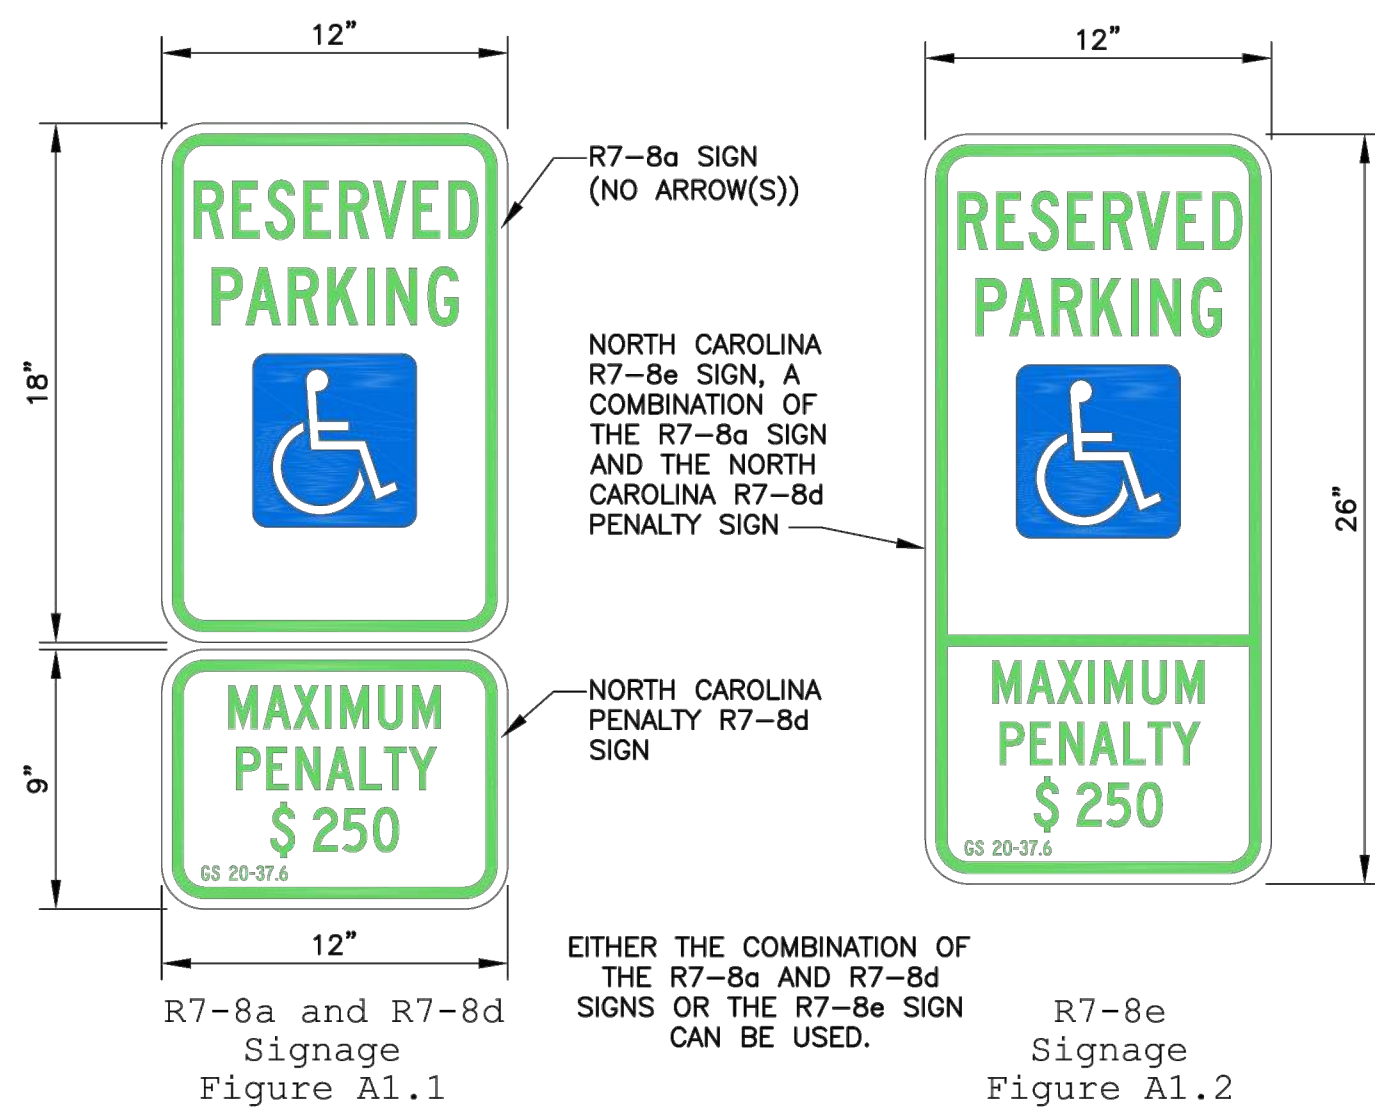 12”
RESERVED
PARKING
18”
R7-8a SIGN
(NO ARROW(S))
MAXIMUM
PENALTY
$ 250
GS 20-37.6
9”
NORTH CAROLINA
PENALTY R7-8d
SIGN
12”
R7-8a and R7-8d
Signage
Figure A1.1
NORTH CAROLINA
R7-8e SIGN, A
COMBINATION OF
THE R7-8a SIGN
AND THE NORTH
CAROLINA R7-8d
PENALTY SIGN
EITHER THE COMBINATION OF
THE R7-8a AND R7-8d
SIGNS OR THE R7-8e SIGN
CAN BE USED.
12”
RESERVED
PARKING
26”
MAXIMUM
PENALTY
$ 250
GS 20-37.6
R7-8e
Signage
Figure A1.2